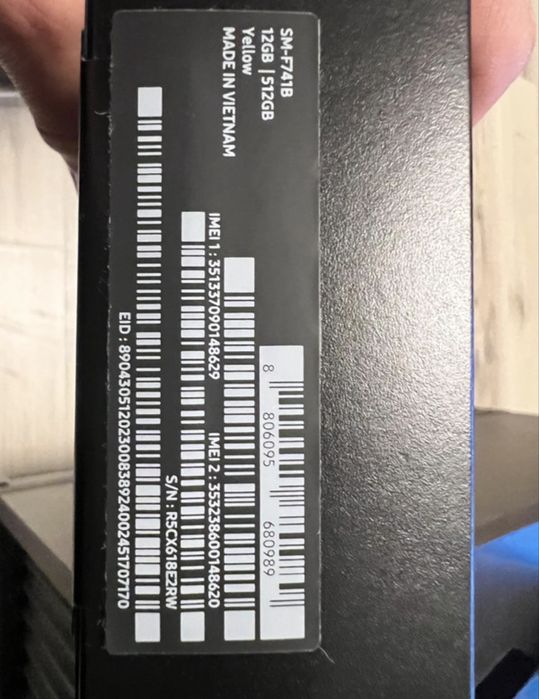 SM-F741B
12GB | 512GB
Yellow
MADE IN VIETNAM
8 806095 680989
IMEI 1 : 351337090148629
IMEI 2 : 353238600148620
S/N : R5CX618E2RW
EID : 89043051202300838924002451707170